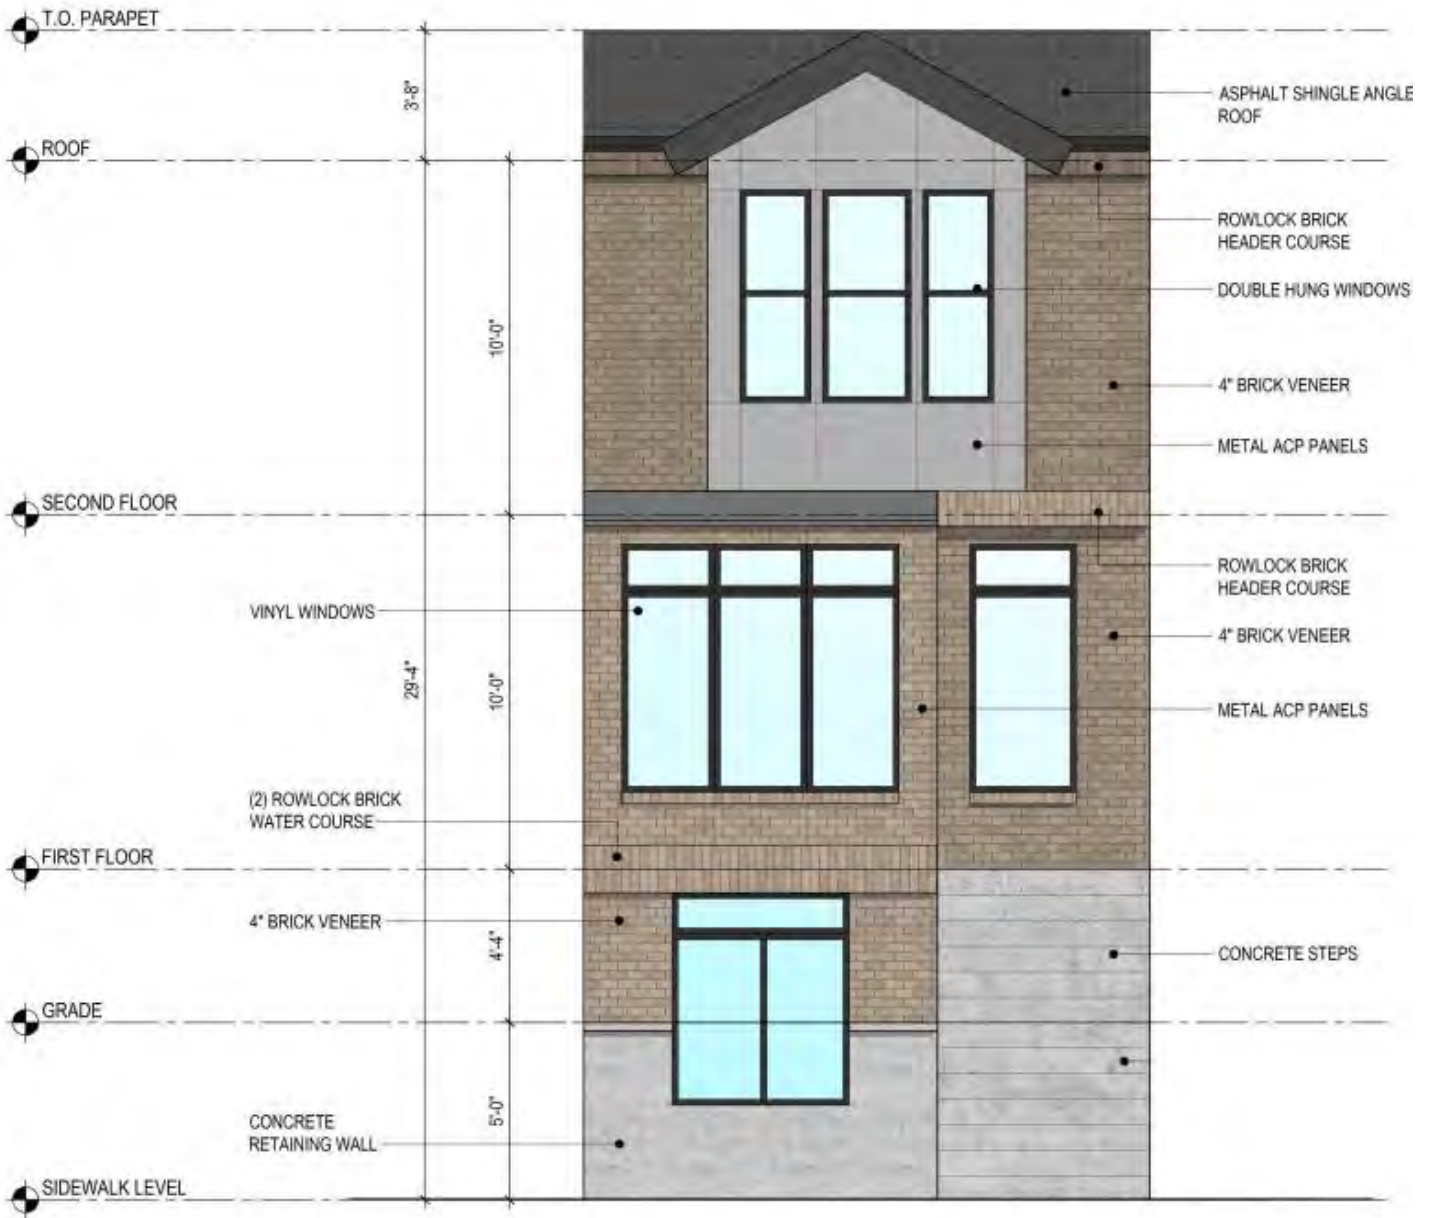 T.O. PARAPET
3'-8"
ASPHALT SHINGLE ANGLE
ROOF
ROOF
ROWLOCK BRICK
HEADER COURSE
DOUBLE HUNG WINDOWS
10'-0"
4" BRICK VENEER
METAL ACP PANELS
SECOND FLOOR
ROWLOCK BRICK
HEADER COURSE
VINYL WINDOWS
4" BRICK VENEER
29'-4"
10'-0"
METAL ACP PANELS
(2) ROWLOCK BRICK
WATER COURSE
FIRST FLOOR
4" BRICK VENEER
4'-4"
CONCRETE STEPS
GRADE
5'-0"
CONCRETE
RETAINING WALL
SIDEWALK LEVEL